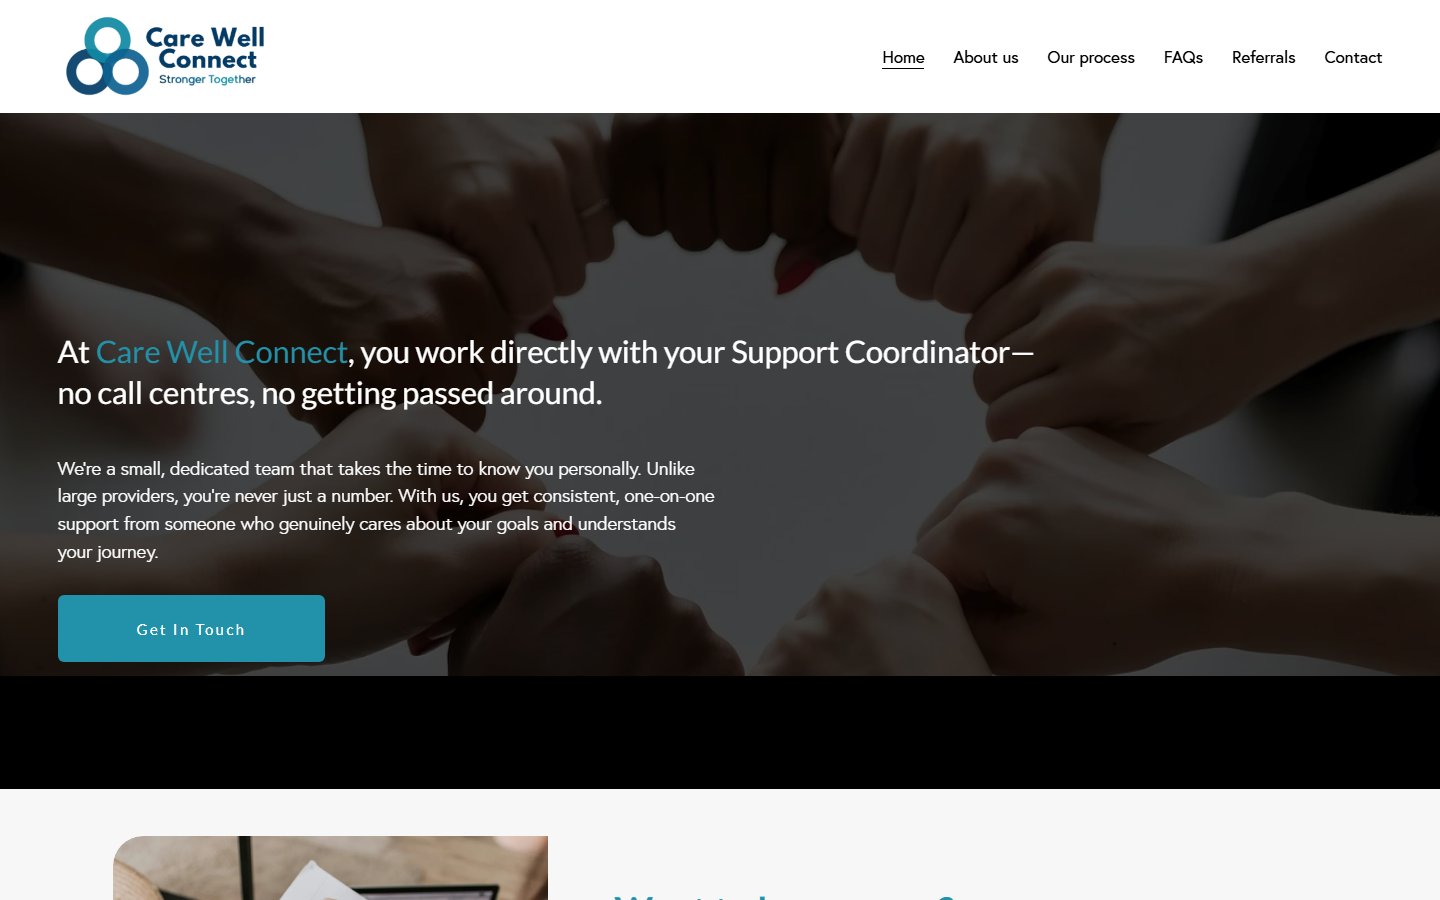 Care Well
Connect
Stronger Together
Home
About us
Our process
FAQs
Referrals
Contact
At Care Well Connect, you work directly with your Support Coordinator—
no call centres, no getting passed around.
We're a small, dedicated team that takes the time to know you personally. Unlike
large providers, you're never just a number. With us, you get consistent, one-on-one
support from someone who genuinely cares about your goals and understands
your journey.
Get In Touch